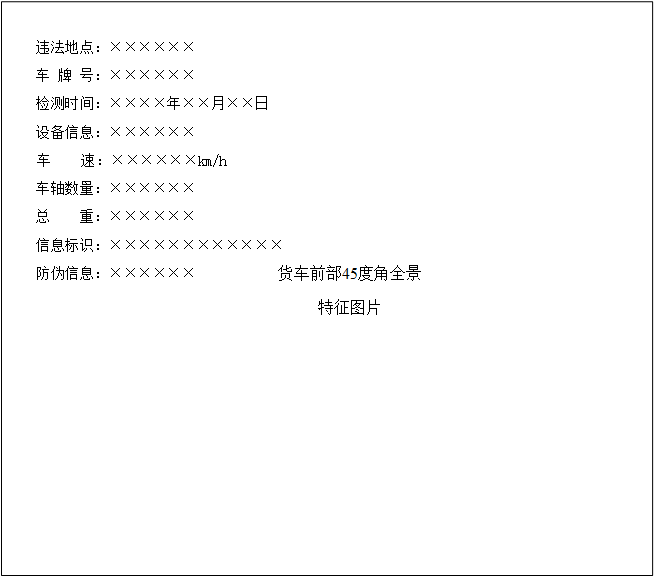 违法地点：××××××
车 牌 号：××××××
检测时间：××××年××月××日
设备信息：××××××
车　　速：××××××km/h
车轴数量：××××××
总　　重：××××××
信息标识：××××××××××××
防伪信息：××××××
货车前部45度角全景
特征图片